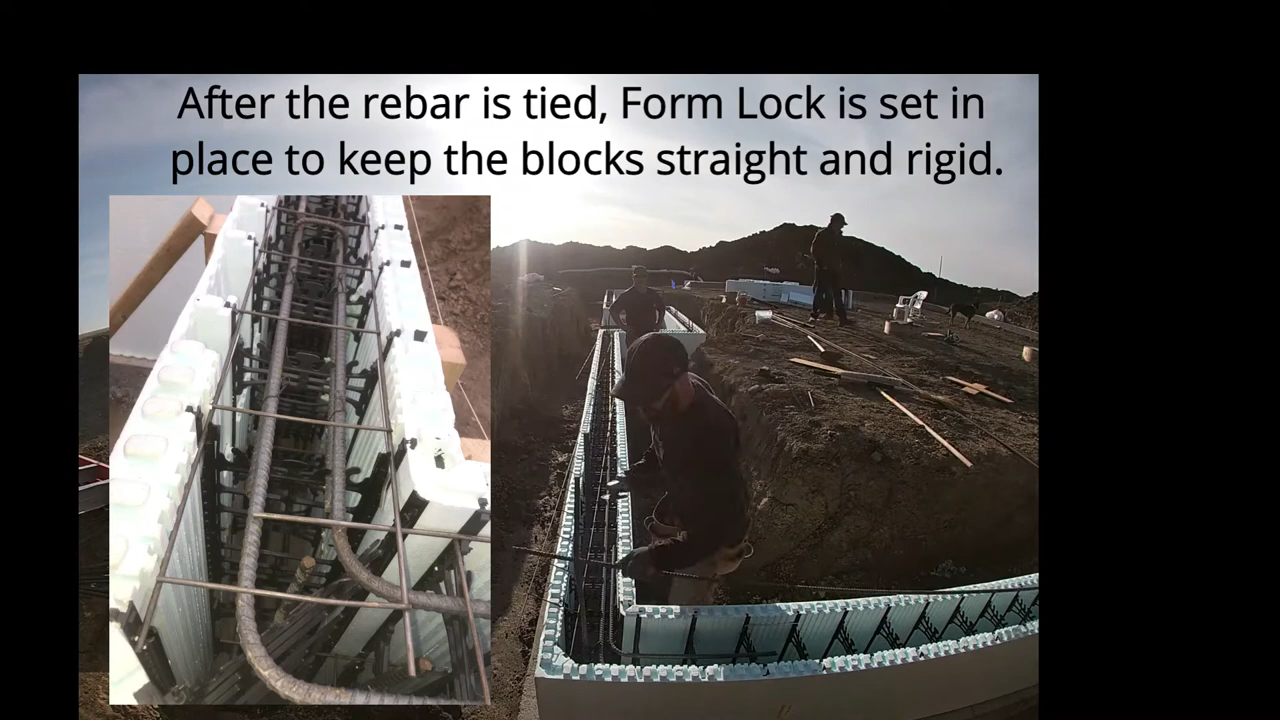 After the rebar is tied, Form Lock is set in
place to keep the blocks straight and rigid.